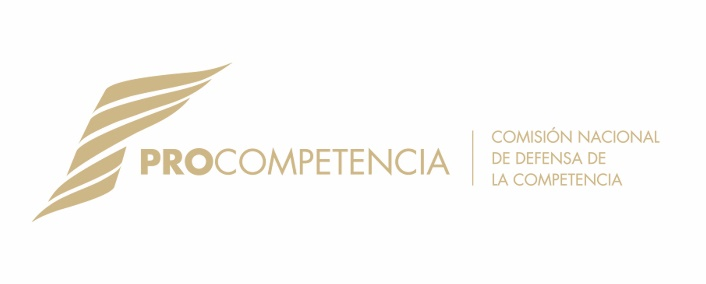 PROCOMPETENCIA
COMISIÓN NACIONAL
DE DEFENSA DE
LA COMPETENCIA